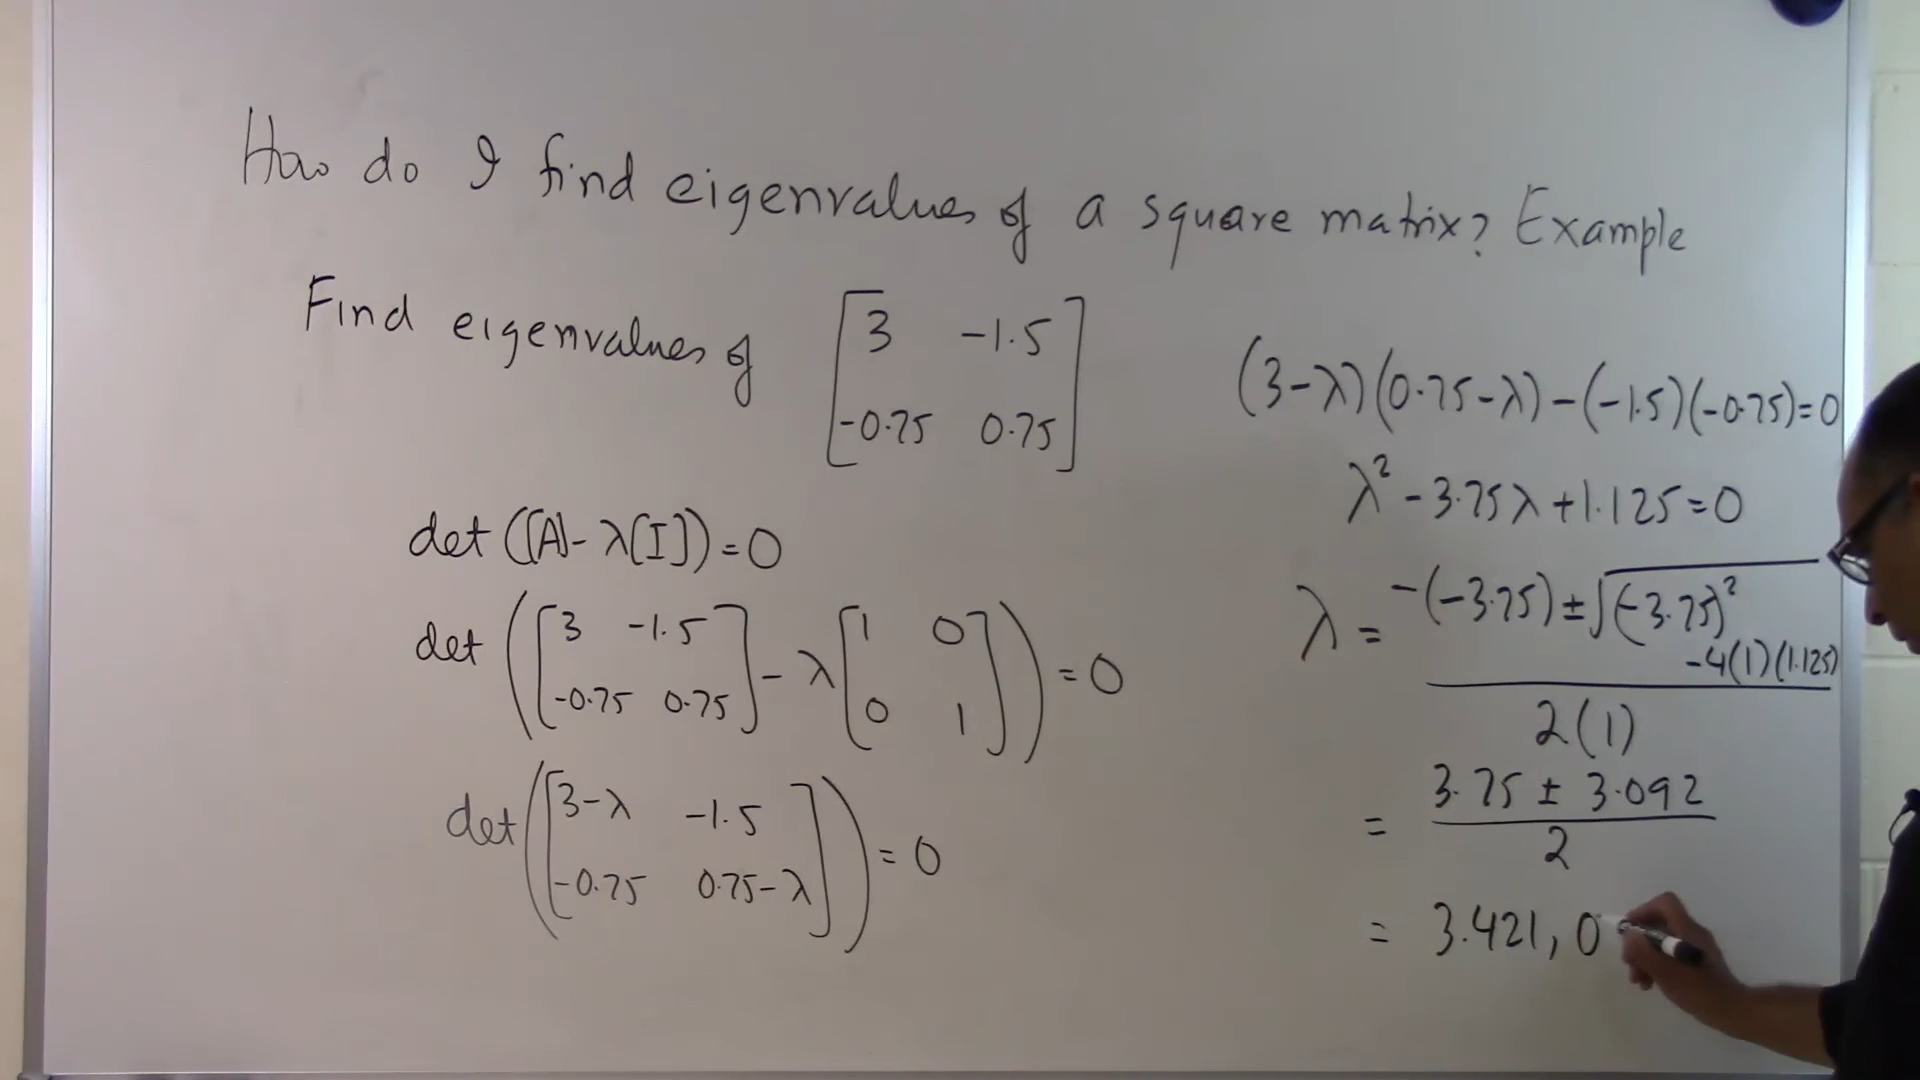 How do I find eigenvalues of a square matrix? Example
Find eigenvalues of [3 -1.5
-0.75 0.75]
det([A]-λ[I])=0
det([3 -1.5
-0.75 0.75] - λ[1 0
0 1]) = 0
det([3-λ -1.5
-0.75 0.75-λ]) = 0
(3-λ)(0.75-λ)-(-1.5)(-0.75)=0
λ²-3.75λ+1.125=0
λ = -(-3.75)±√(-3.75)²
-4(1)(1.125)
2(1)
= 3.75 ± 3.092
2
= 3.421, 0